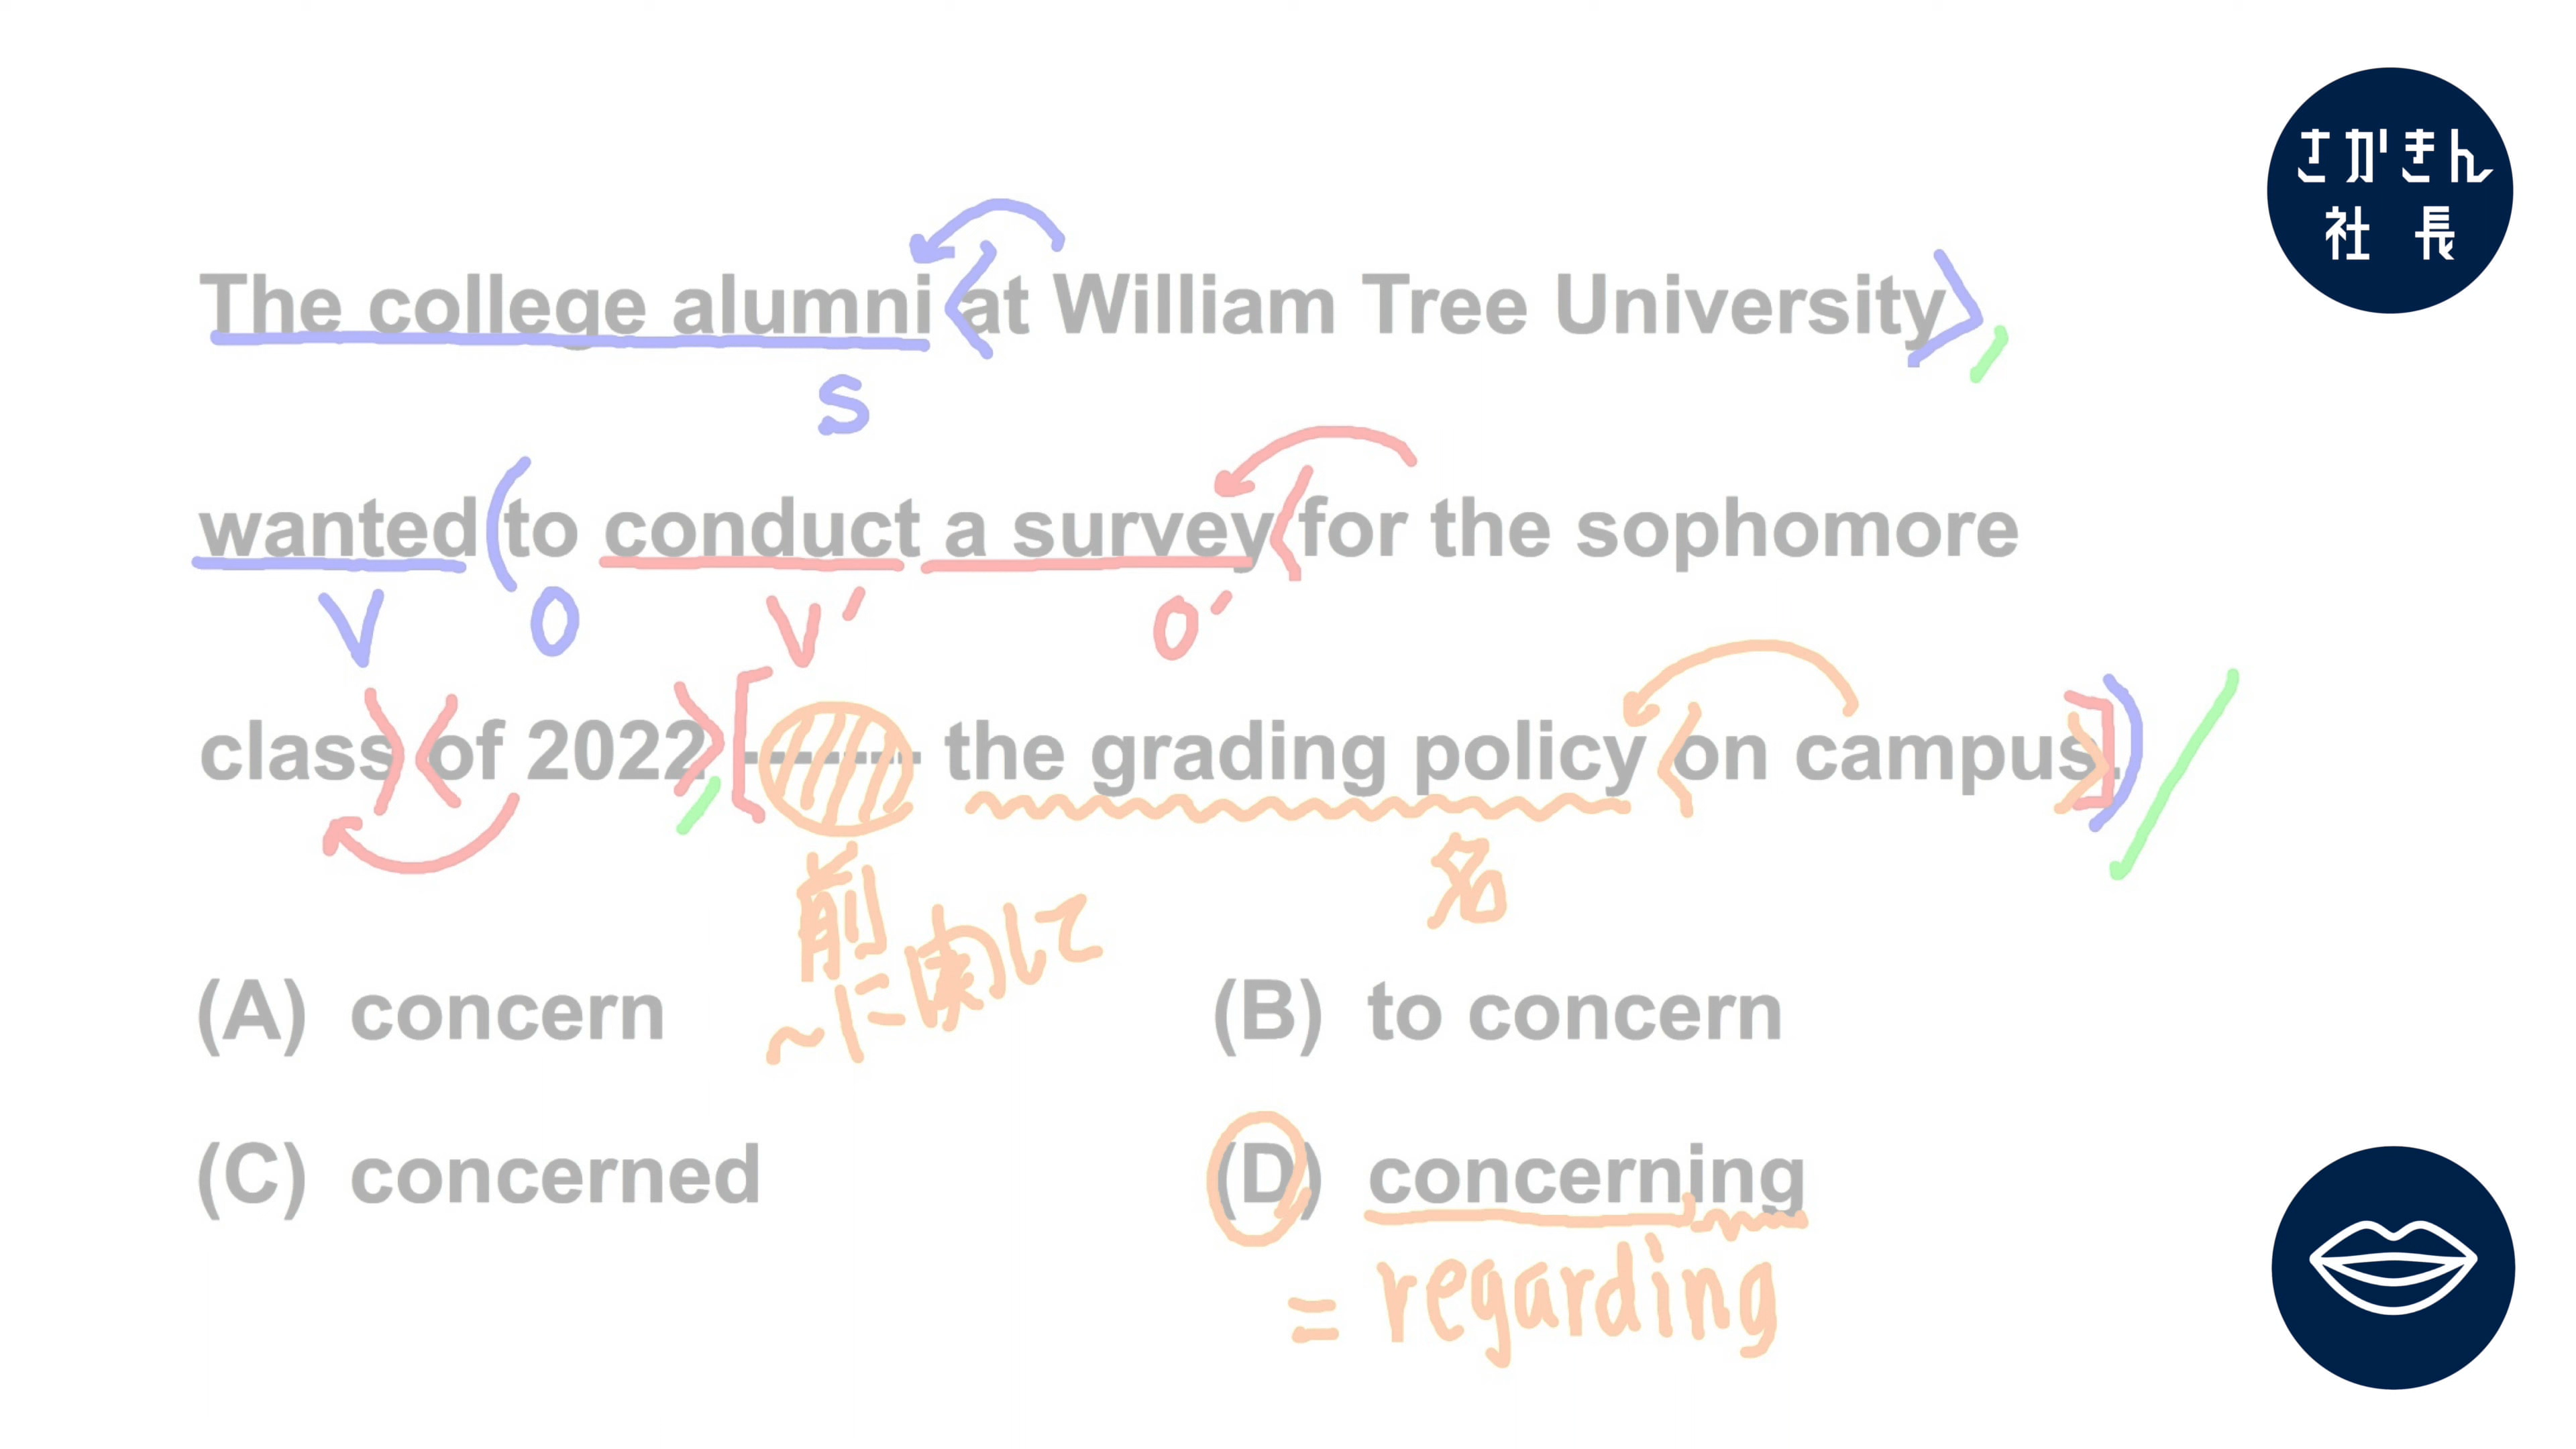 さかきん
社長
The college alumni at William Tree University,
S
wanted to conduct a survey for the sophomore
V O V' O'
class of 2022 ------- the grading policy on campus.
前 名
~に関して
(A) concern (B) to concern
(C) concerned (D) concerning
= regarding